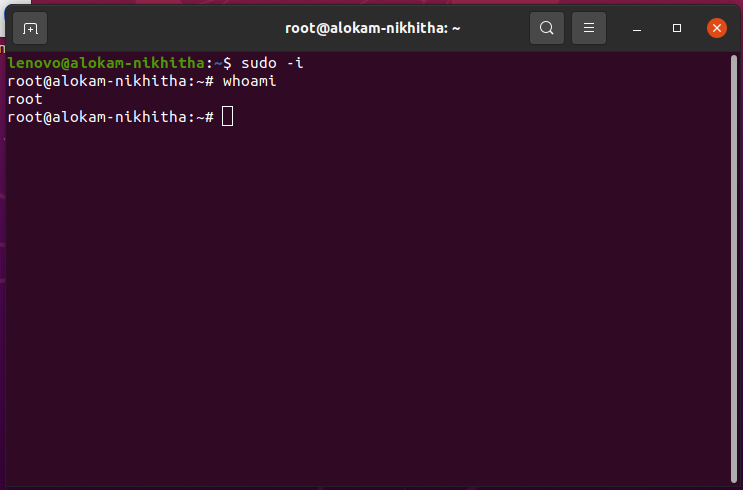 root@alokam-nikhitha: ~
lenovo@alokam-nikhitha:~$ sudo -i
root@alokam-nikhitha:~# whoami
root
root@alokam-nikhitha:~#